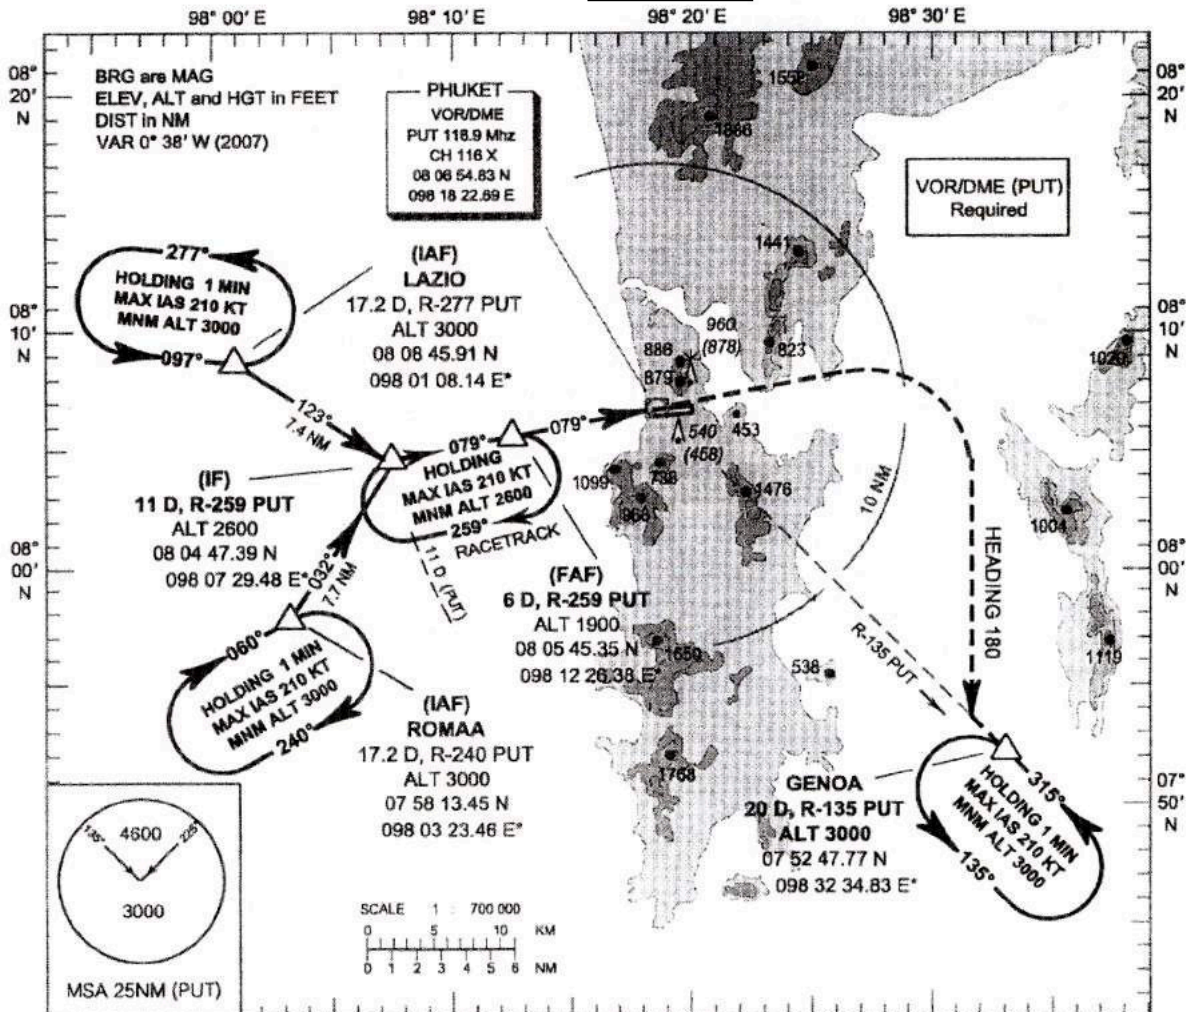 98° 00' E
98° 10' E
98° 20' E
98° 30' E
08°
20'
N
08°
20'
N
BRG are MAG
ELEV, ALT and HGT in FEET
DIST in NM
VAR 0° 38' W (2007)
PHUKET
VOR/DME
PUT 116.9 Mhz
CH 116 X
08 06 54.83 N
098 18 22.69 E
1552
1886
VOR/DME (PUT)
Required
277°
HOLDING 1 MIN
MAX IAS 210 KT
MNM ALT 3000
097°
(IAF)
LAZIO
17.2 D, R-277 PUT
ALT 3000
08 08 45.91 N
098 01 08.14 E*
1441
08°
10'
N
08°
10'
N
960
(878)
886
879
823
1020
123°
7.4 NM
079°
079°
540
(458)
453
HOLDING
MAX IAS 210 KT
MNM ALT 2600
259°
RACETRACK
11 D (PUT)
(IF)
11 D, R-259 PUT
ALT 2600
08 04 47.39 N
098 07 29.48 E*
1099
738
968
1476
10 NM
1004
08°
00'
N
08°
00'
N
032°
7.7 NM
(FAF)
6 D, R-259 PUT
ALT 1900
08 05 45.35 N
098 12 26.38 E*
HEADING 180
R-135 PUT
060°
HOLDING 1 MIN
MAX IAS 210 KT
MNM ALT 3000
240°
(IAF)
ROMAA
17.2 D, R-240 PUT
ALT 3000
07 58 13.45 N
098 03 23.46 E*
1650
538
1119
1768
GENOA
20 D, R-135 PUT
ALT 3000
07 52 47.77 N
098 32 34.83 E*
315°
HOLDING 1 MIN
MAX IAS 210 KT
MNM ALT 3000
135°
07°
50'
N
135°
225°
4600
3000
MSA 25NM (PUT)
SCALE 1 : 700 000
0 5 10 KM
0 1 2 3 4 5 6 NM